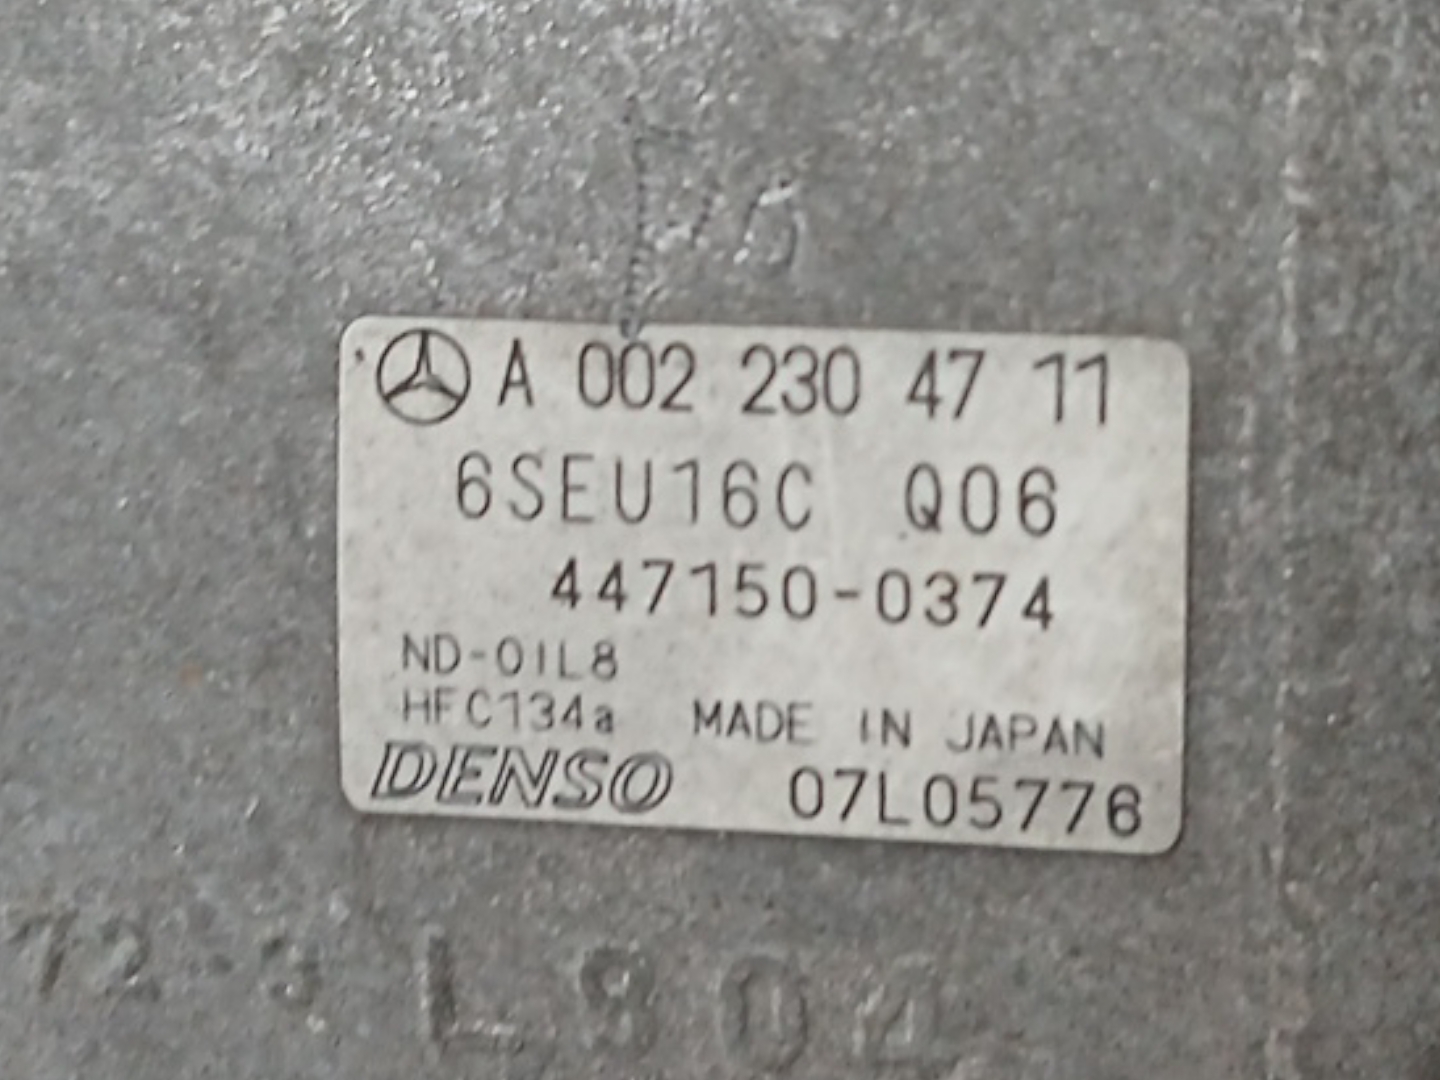 A 002 230 47 11
6SEU16C Q06
447150-0374
ND-OIL8
HFC134a MADE IN JAPAN
DENSO 07L05776